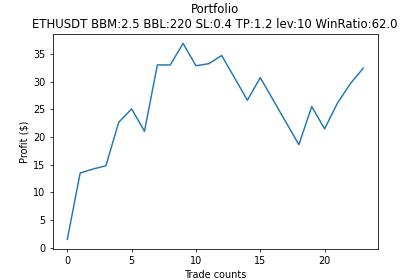 Portfolio
ETHUSDT BBM:2.5 BBL:220 SL:0.4 TP:1.2 lev:10 WinRatio:62.0
Profit ($)
35
30
25
20
15
10
5
0
0 5 10 15 20
Trade counts